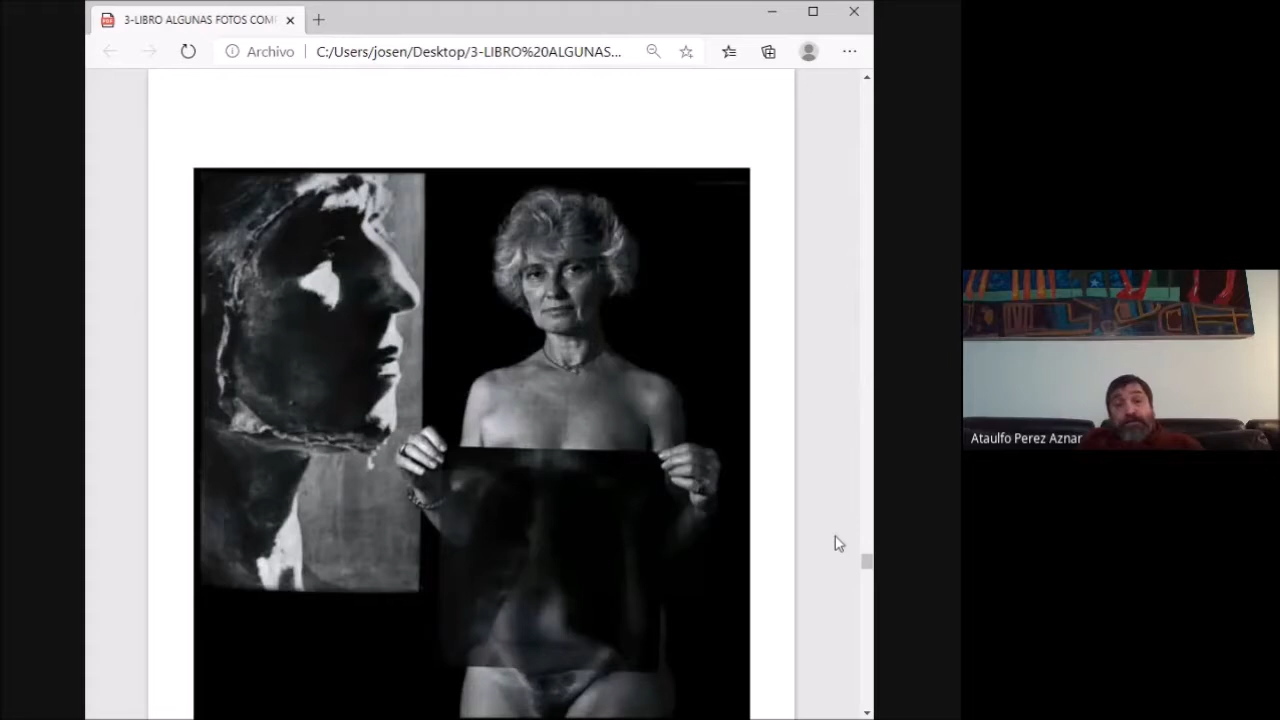 3-LIBRO ALGUNAS FOTOS COM
Archivo
C:/Users/josen/Desktop/3-LIBRO%20ALGUNAS...
Ataulfo Perez Aznar